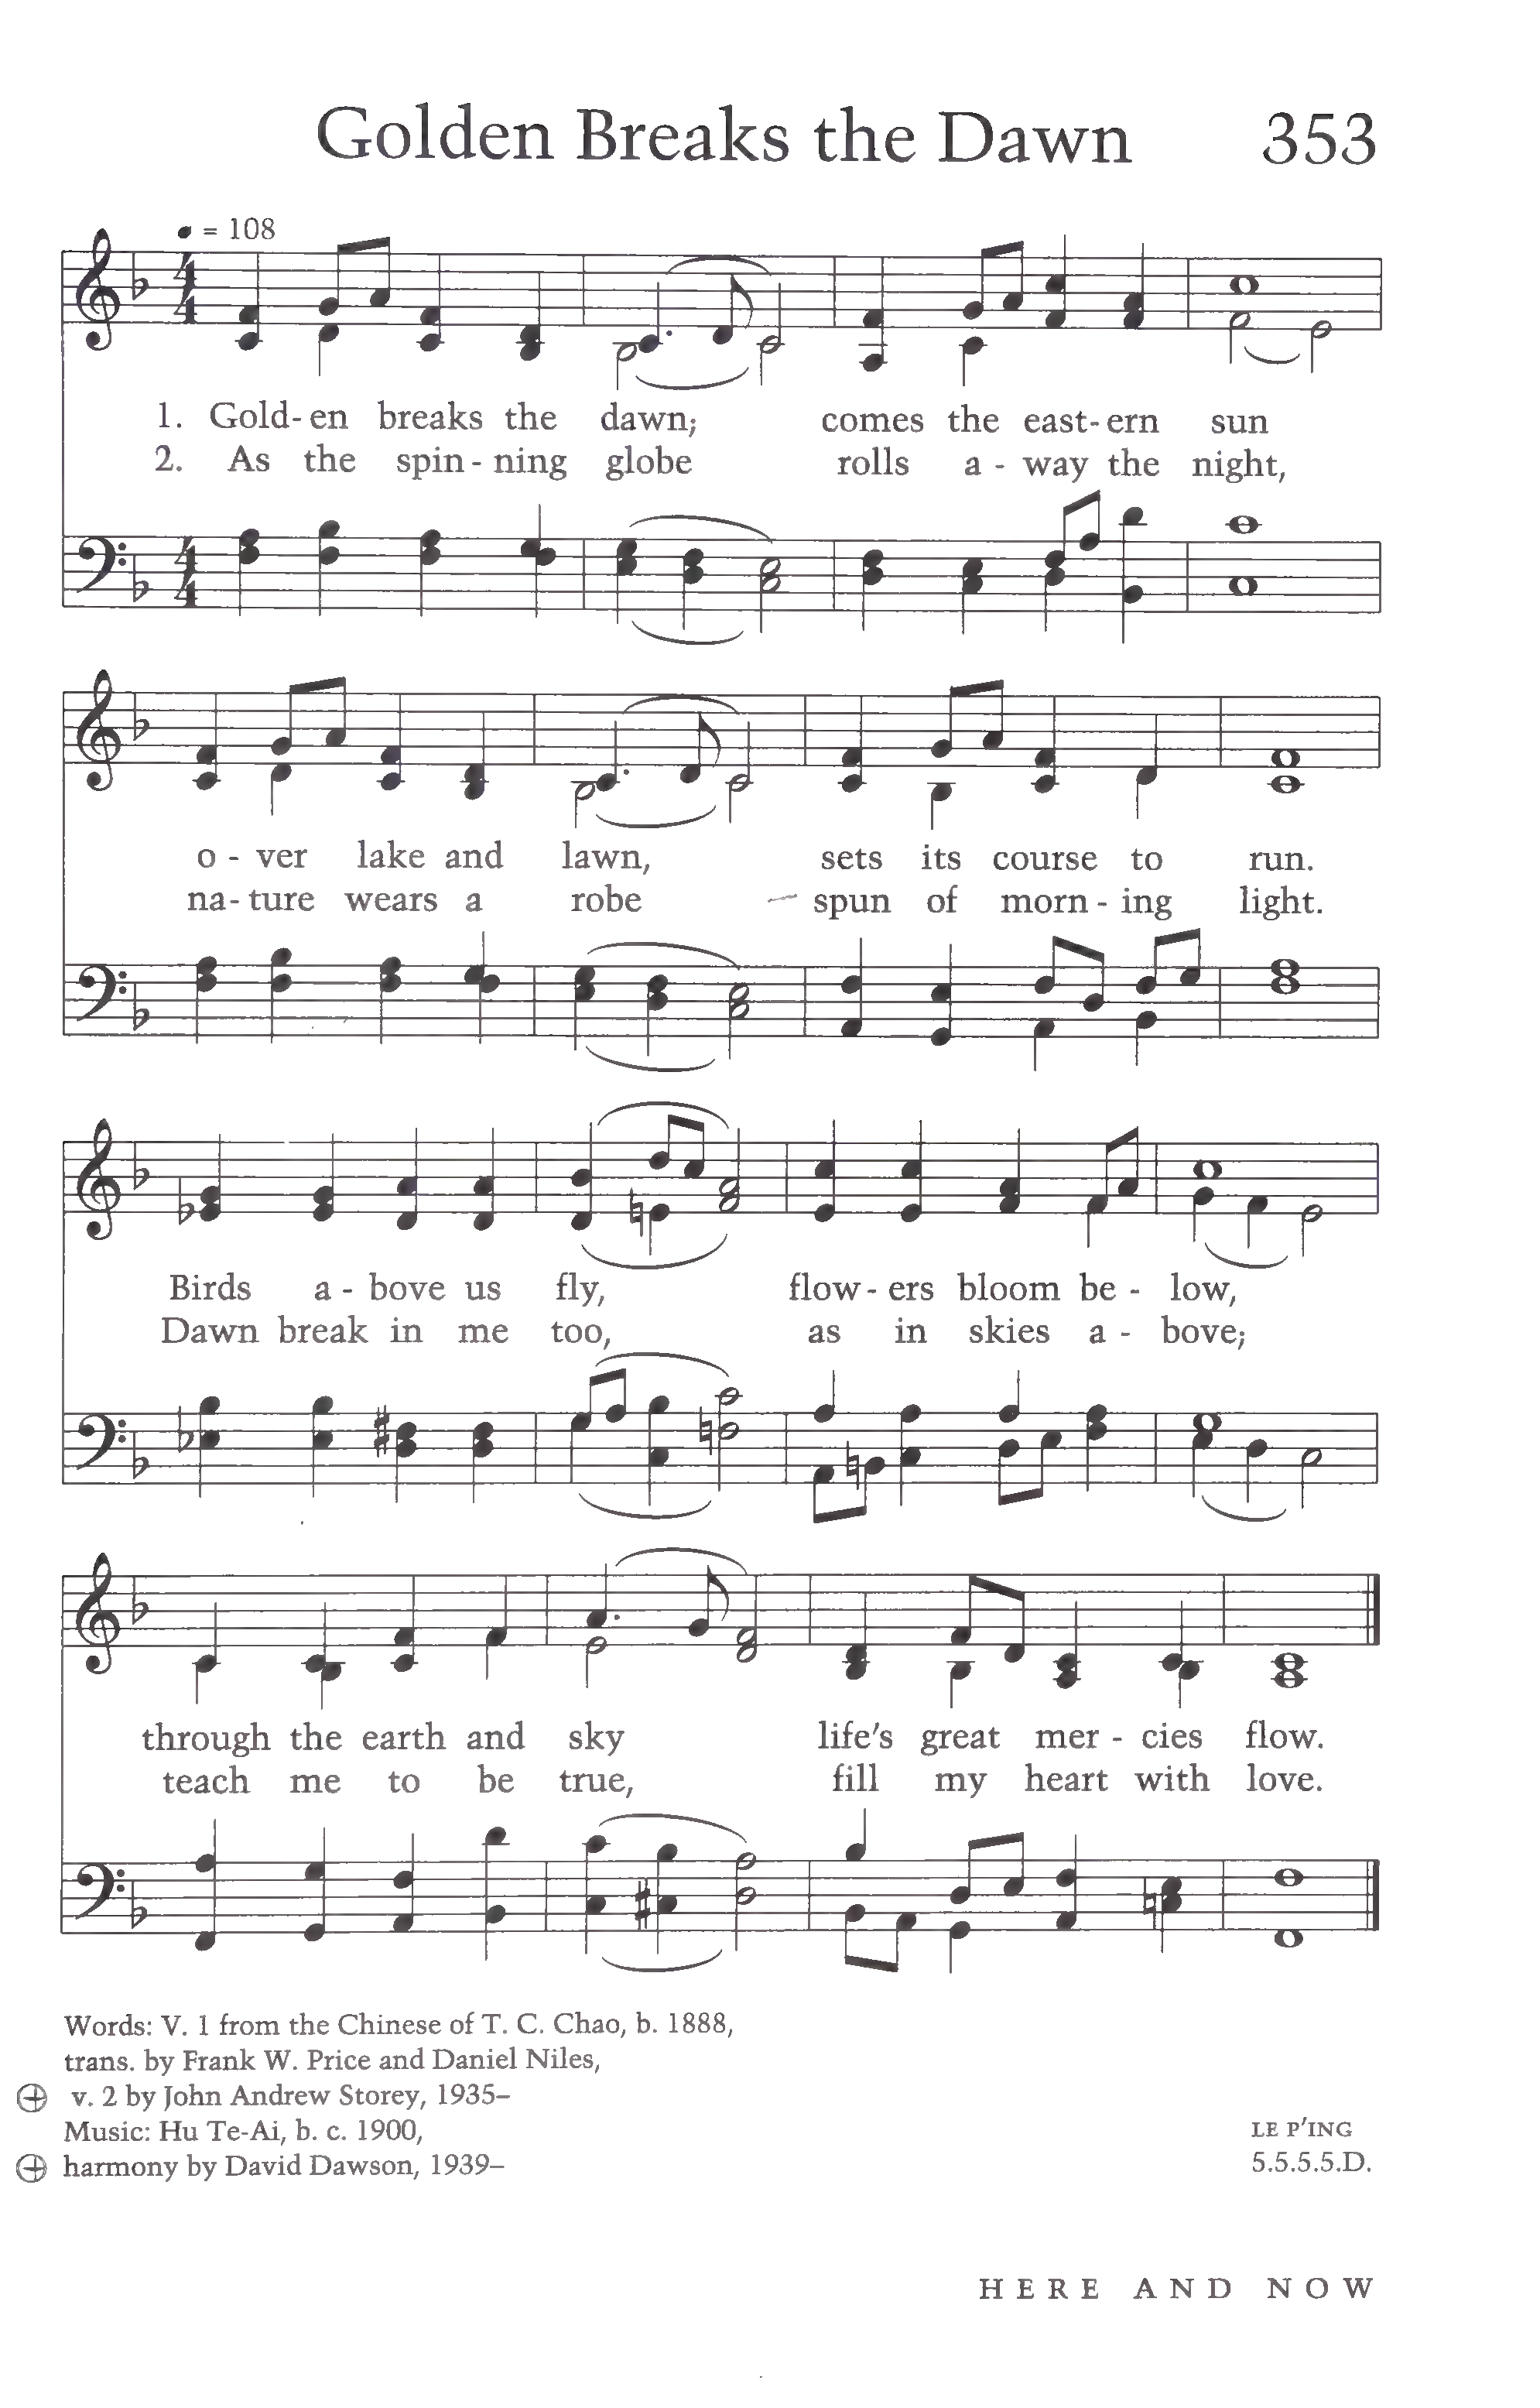 Golden Breaks the Dawn 353
= 108
4/4
1. Gold-en breaks the dawn; comes the east-ern sun
2. As the spin-ning globe rolls a-way the night,
4/4
o-ver lake and lawn, sets its course to run.
na-ture wears a robe spun of morn-ing light.
Birds a-bove us fly, flow-ers bloom be-low,
Dawn break in me too, as in skies a-bove;
through the earth and sky life's great mer-cies flow.
teach me to be true, fill my heart with love.
Words: V. 1 from the Chinese of T. C. Chao, b. 1888,
trans. by Frank W. Price and Daniel Niles,
v. 2 by John Andrew Storey, 1935–
Music: Hu Te-Ai, b. c. 1900,
harmony by David Dawson, 1939–
LE P'ING
5.5.5.5.D.
HERE AND NOW